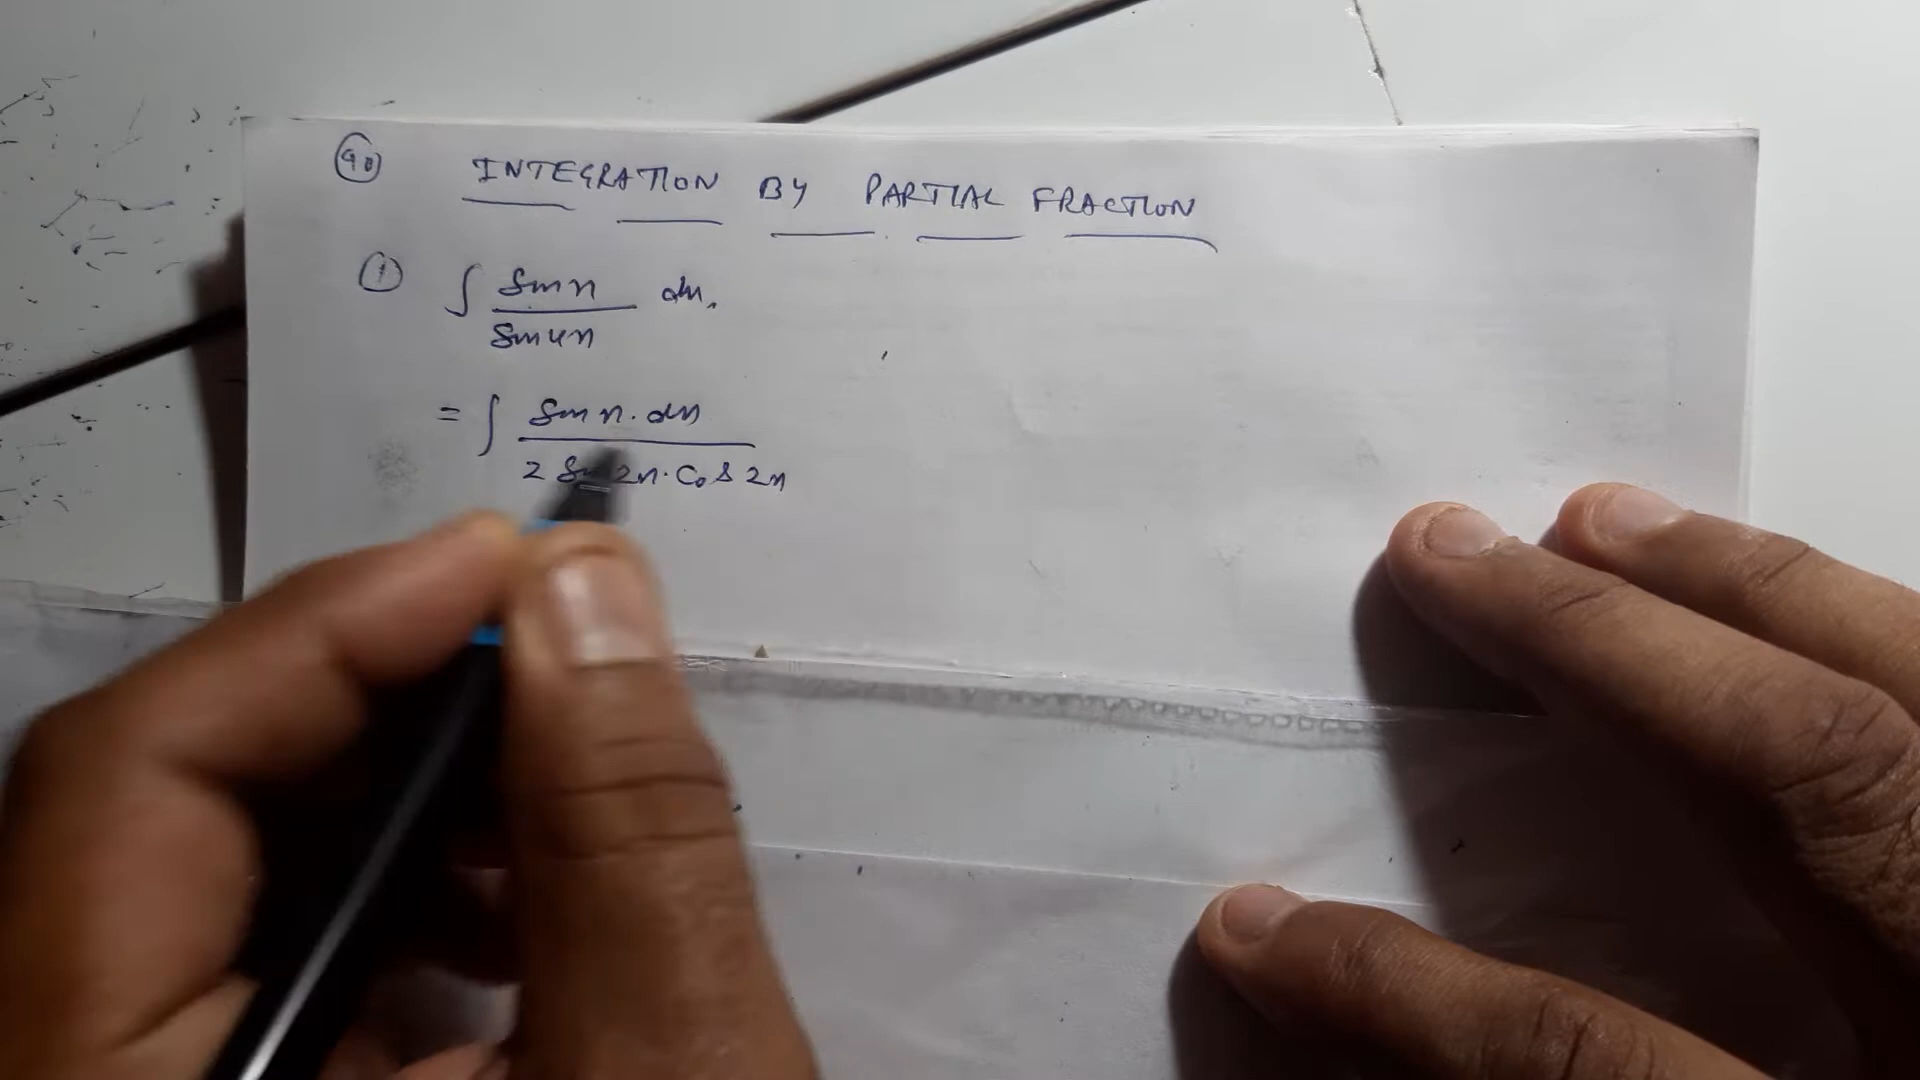 90 INTEGRATION BY PARTIAL FRACTION
1 ∫ Sin x / Sin 4x dx.
= ∫ Sin x. dx / 2 Sin 2x. Cos 2x